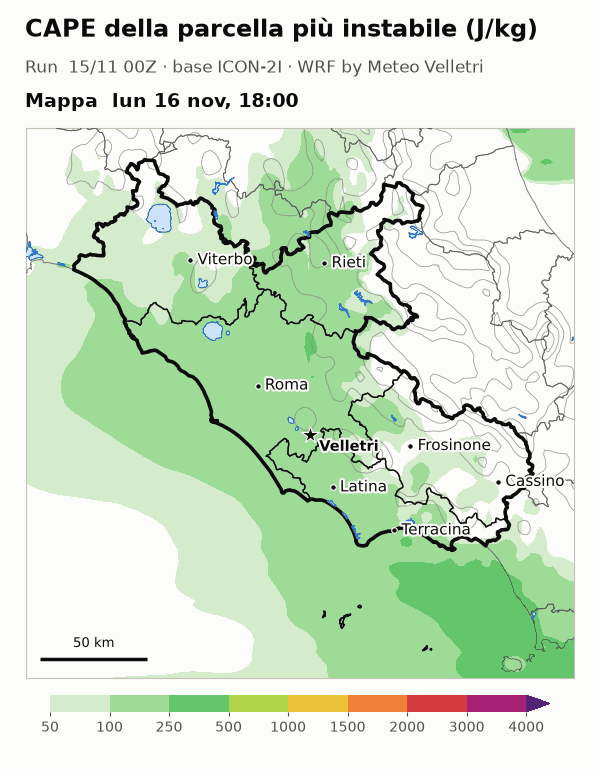 CAPE della parcella più instabile (J/kg)
Run 15/11 00Z · base ICON-2I · WRF by Meteo Velletri
Mappa lun 16 nov, 18:00
Viterbo
Rieti
Roma
Velletri
Frosinone
Latina
Cassino
Terracina
50 km
50 100 250 500 1000 1500 2000 3000 4000